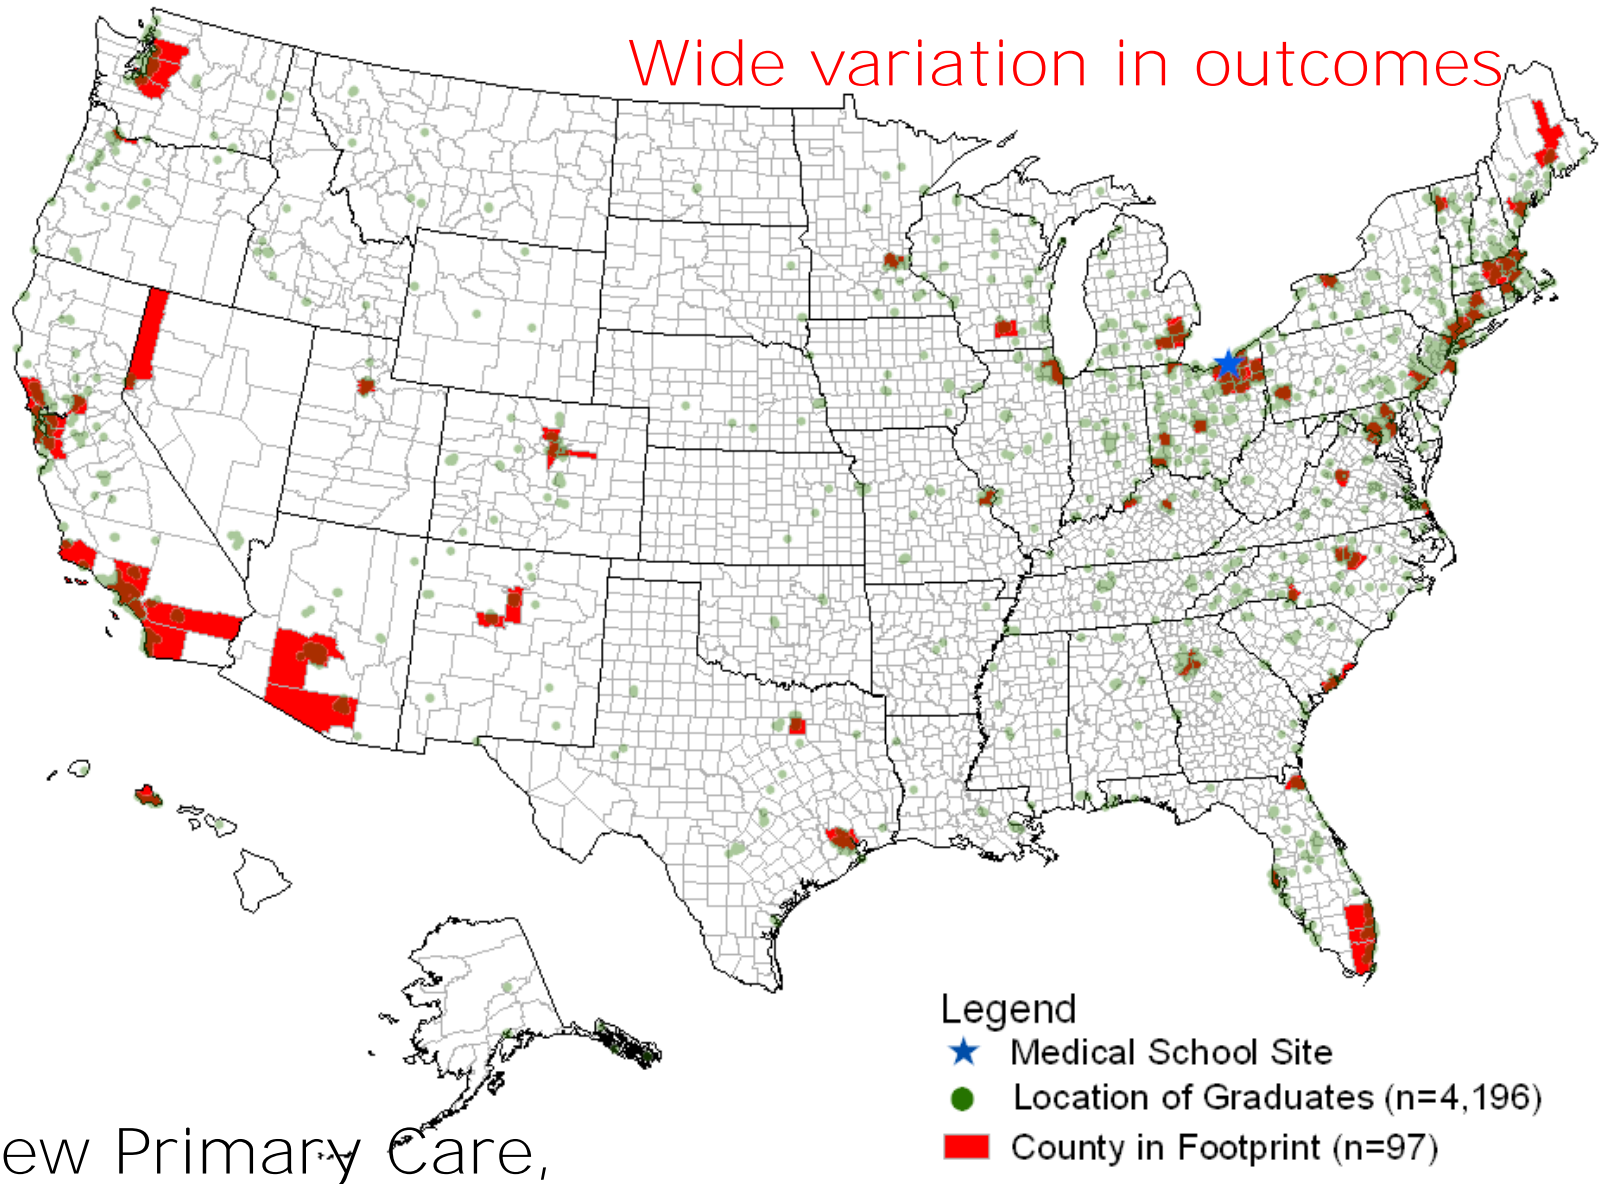 Wide variation in outcomes
Legend
Medical School Site
Location of Graduates (n=4,196)
County in Footprint (n=97)
ew Primary Care,